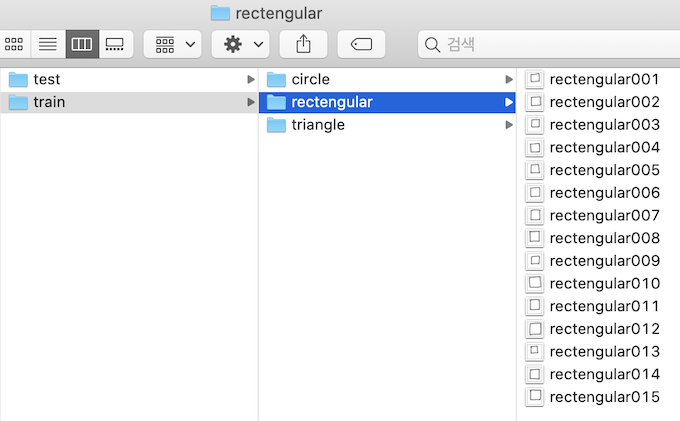 rectengular
검색
test
train
circle
rectengular
triangle
rectengular001
rectengular002
rectengular003
rectengular004
rectengular005
rectengular006
rectengular007
rectengular008
rectengular009
rectengular010
rectengular011
rectengular012
rectengular013
rectengular014
rectengular015